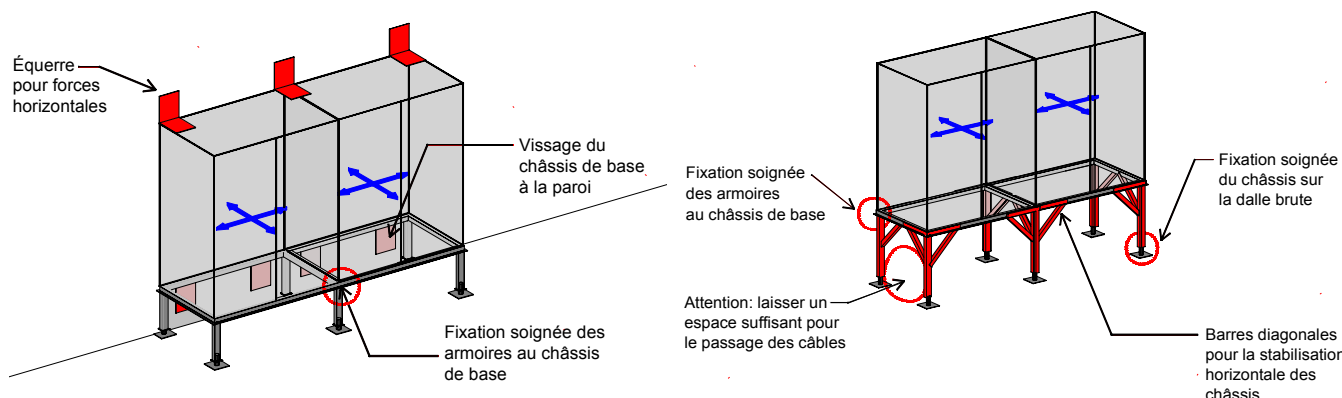 Équerre
pour forces
horizontales
Vissage du
châssis de base
à la paroi
Fixation soignée des
armoires au châssis
de base
Fixation soignée
des armoires
au châssis de base
Fixation soignée
du châssis sur
la dalle brute
Attention: laisser un
espace suffisant pour
le passage des câbles
Barres diagonales
pour la stabilisation
horizontale des
châssis